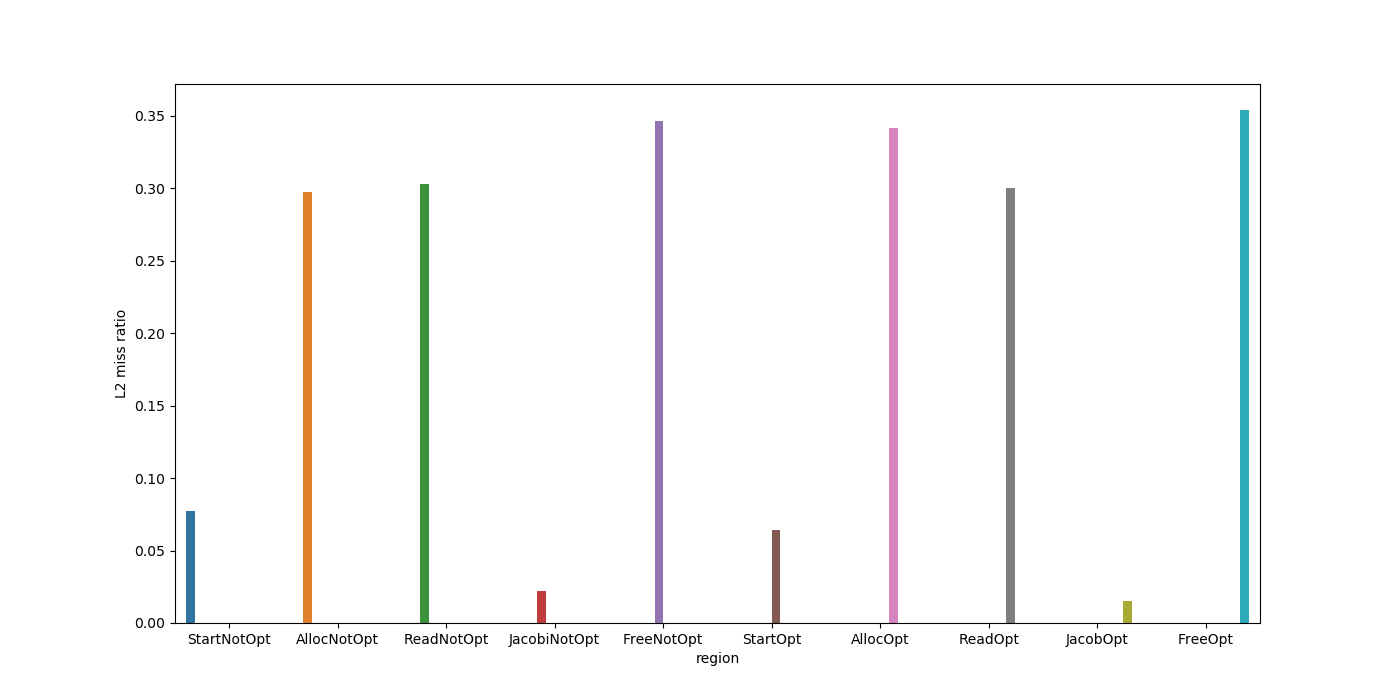 0.35
0.30
0.25
0.20
0.15
0.10
0.05
0.00
L2 miss ratio
StartNotOpt AllocNotOpt ReadNotOpt JacobiNotOpt FreeNotOpt StartOpt AllocOpt ReadOpt JacobOpt FreeOpt
region